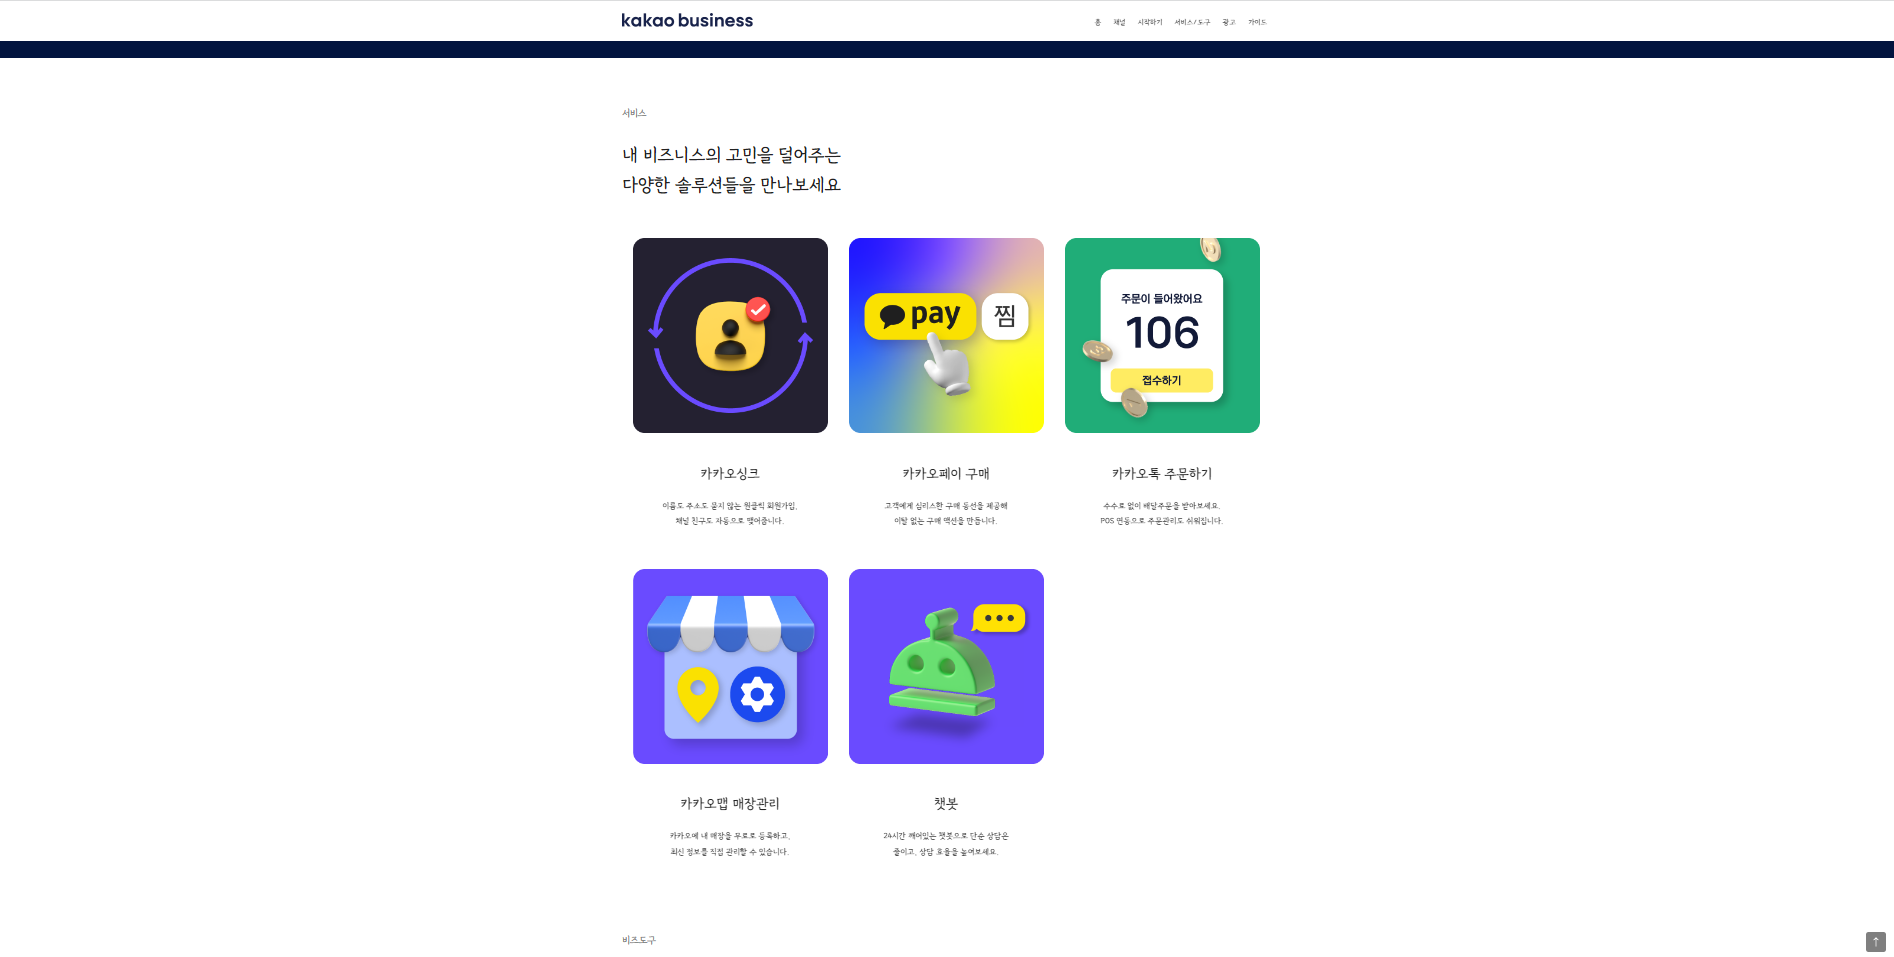 kakao business
홈 채널 시작하기 서비스/도구 광고 가이드
서비스
내 비즈니스의 고민을 덜어주는
다양한 솔루션들을 만나보세요
pay 찜
주문이 들어왔어요
106
접수하기
카카오싱크
이름도 주소도 묻지 않는 원클릭 회원가입,
채널 친구도 자동으로 맺어줍니다.
카카오페이 구매
고객에게 심리스한 구매 동선을 제공해
이탈 없는 구매 액션을 만듭니다.
카카오톡 주문하기
수수료 없이 배달주문을 받아보세요.
POS 연동으로 주문관리도 쉬워집니다.
카카오맵 매장관리
카카오에 내 매장을 무료로 등록하고,
최신 정보를 직접 관리할 수 있습니다.
챗봇
24시간 깨어있는 챗봇으로 단순 상담은
줄이고, 상담 효율을 높여보세요.
비즈도구